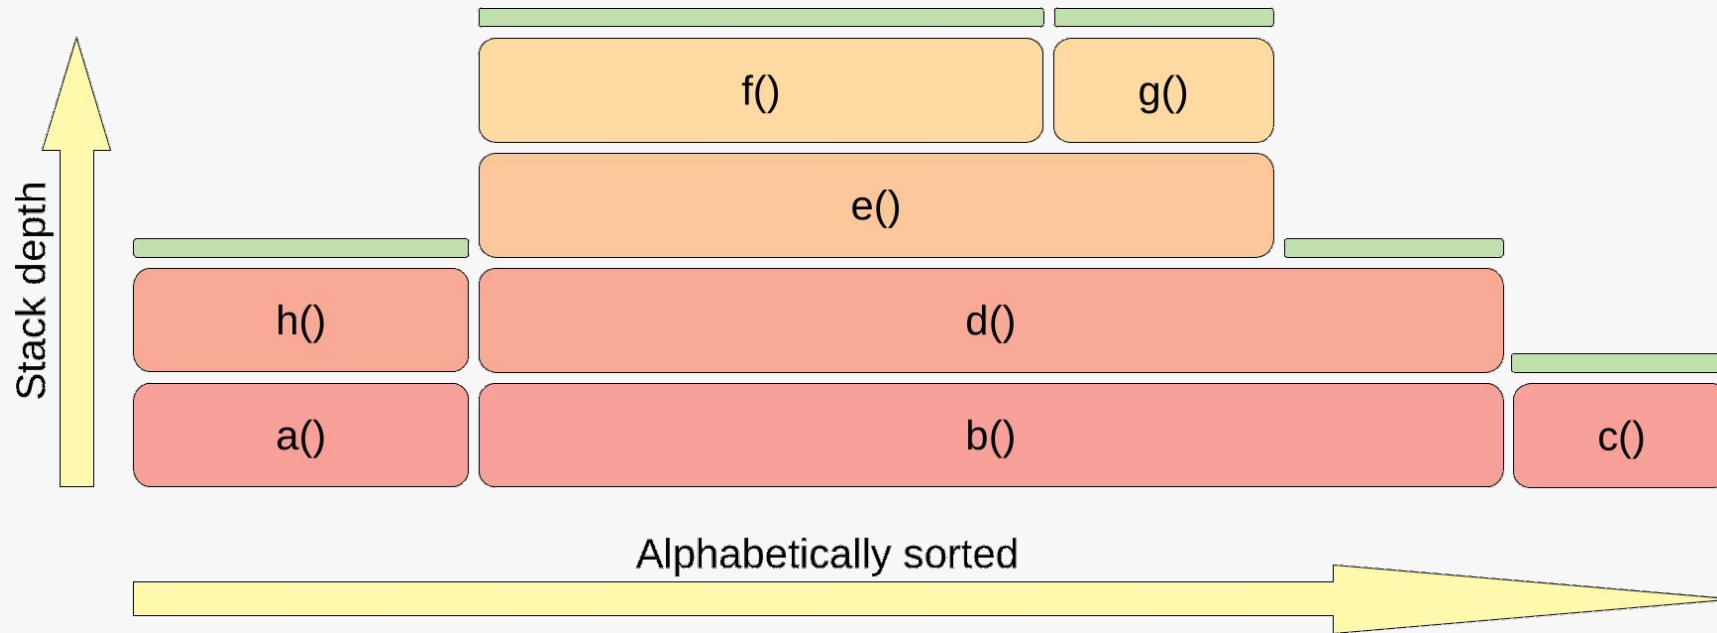 f()
g()
e()
h()
d()
a()
b()
c()
Stack depth
Alphabetically sorted